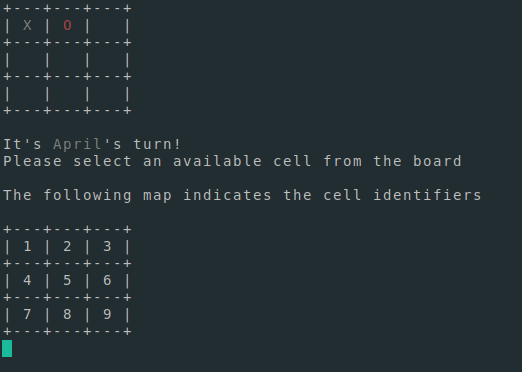 +---+---+---+
| X | O |   |
+---+---+---+
|   |   |   |
+---+---+---+
|   |   |   |
+---+---+---+
It's April's turn!
Please select an available cell from the board
The following map indicates the cell identifiers
+---+---+---+
| 1 | 2 | 3 |
+---+---+---+
| 4 | 5 | 6 |
+---+---+---+
| 7 | 8 | 9 |
+---+---+---+